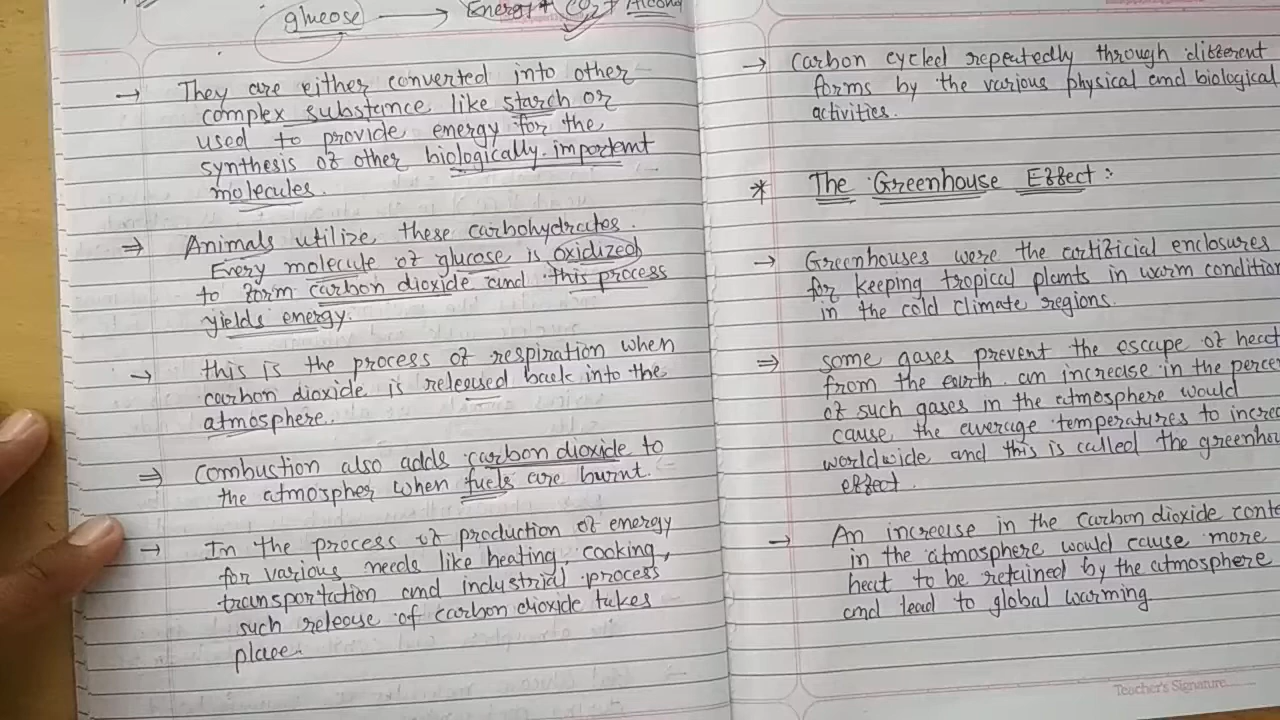 glucose → Energy + CO2 +
→ They are either converted into other
complex substance like starch or
used to provide energy for the
synthesis of other biologically important
molecules.
⇒ Animals utilize these carbohydrates.
Every molecule of glucose is oxidized
to form carbon dioxide and this process
yields energy.
→ this is the process of respiration when
carbon dioxide is released back into the
atmosphere.
⇒ Combustion also adds carbon dioxide to
the atmospher when fuels are burnt.
→ In the process of production of energy
for various needs like heating, cooking,
transportation and industrial process
such release of carbon dioxide takes
place.
→ Carbon cycled repeatedly through different
forms by the various physical and biological
activities.
* The Greenhouse Effect :
→ Greenhouses were the artificial enclosures
for keeping tropical plants in warm condition
in the cold climate regions.
⇒ some gases prevent the escape of heat
from the earth. an increase in the perce
of such gases in the atmosphere would
cause the average temperatures to incre
worldwide and this is called the greenhou
effect.
→ An increase in the carbon dioxide conte
in the atmosphere would cause more
heat to be retained by the atmosphere
and lead to global warming
Teacher's Signature